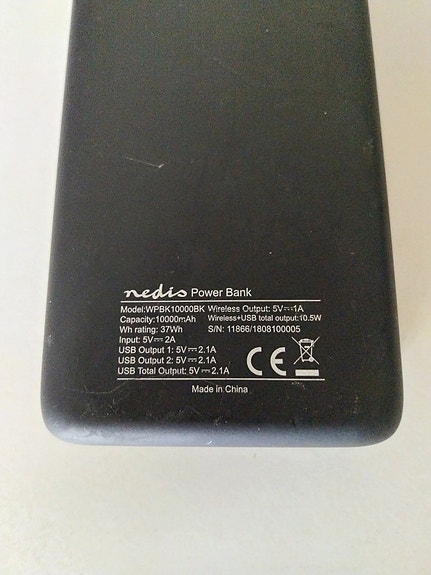 nedis Power Bank
Model:WPBK10000BK Wireless Output: 5V⎓1A
Capacity:10000mAh Wireless+USB total output:10.5W
Wh rating: 37Wh S/N: 11866/1808100005
Input: 5V⎓2A
USB Output 1: 5V⎓2.1A
USB Output 2: 5V⎓2.1A
USB Total Output: 5V⎓2.1A
CE
Made in China